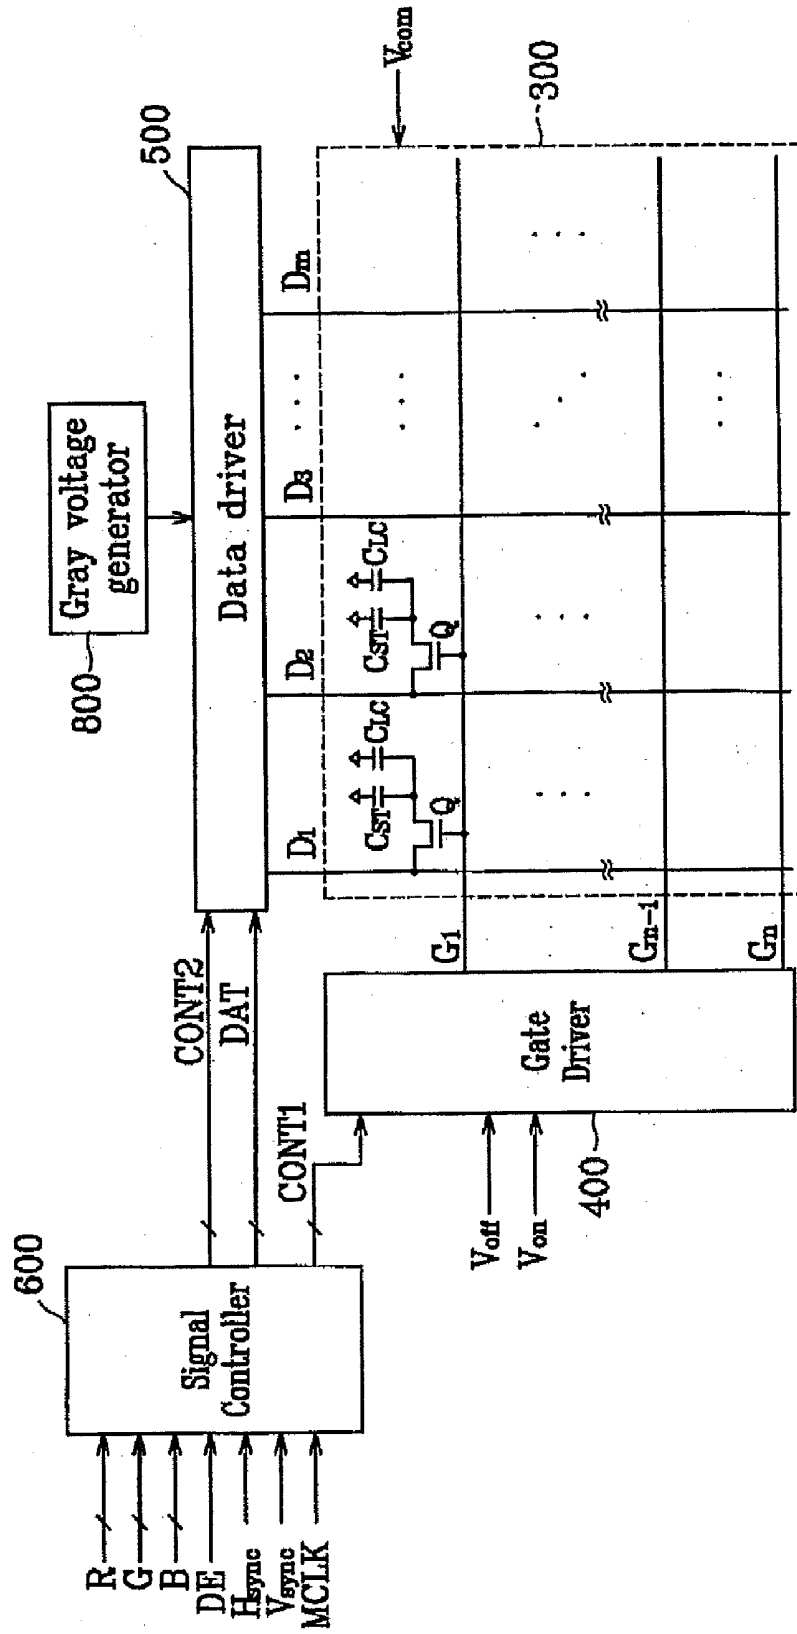 800
Gray voltage
generator
500
Data driver
600
Signal
Controller
R
G
B
DE
Hsync
Vsync
MCLK
CONT2
DAT
CONT1
Voff
Von
400
Gate
Driver
D1
D2
D3
Dm
G1
Gn-1
Gn
CST
CLC
Q
CST
CLC
Q
Vcom
300